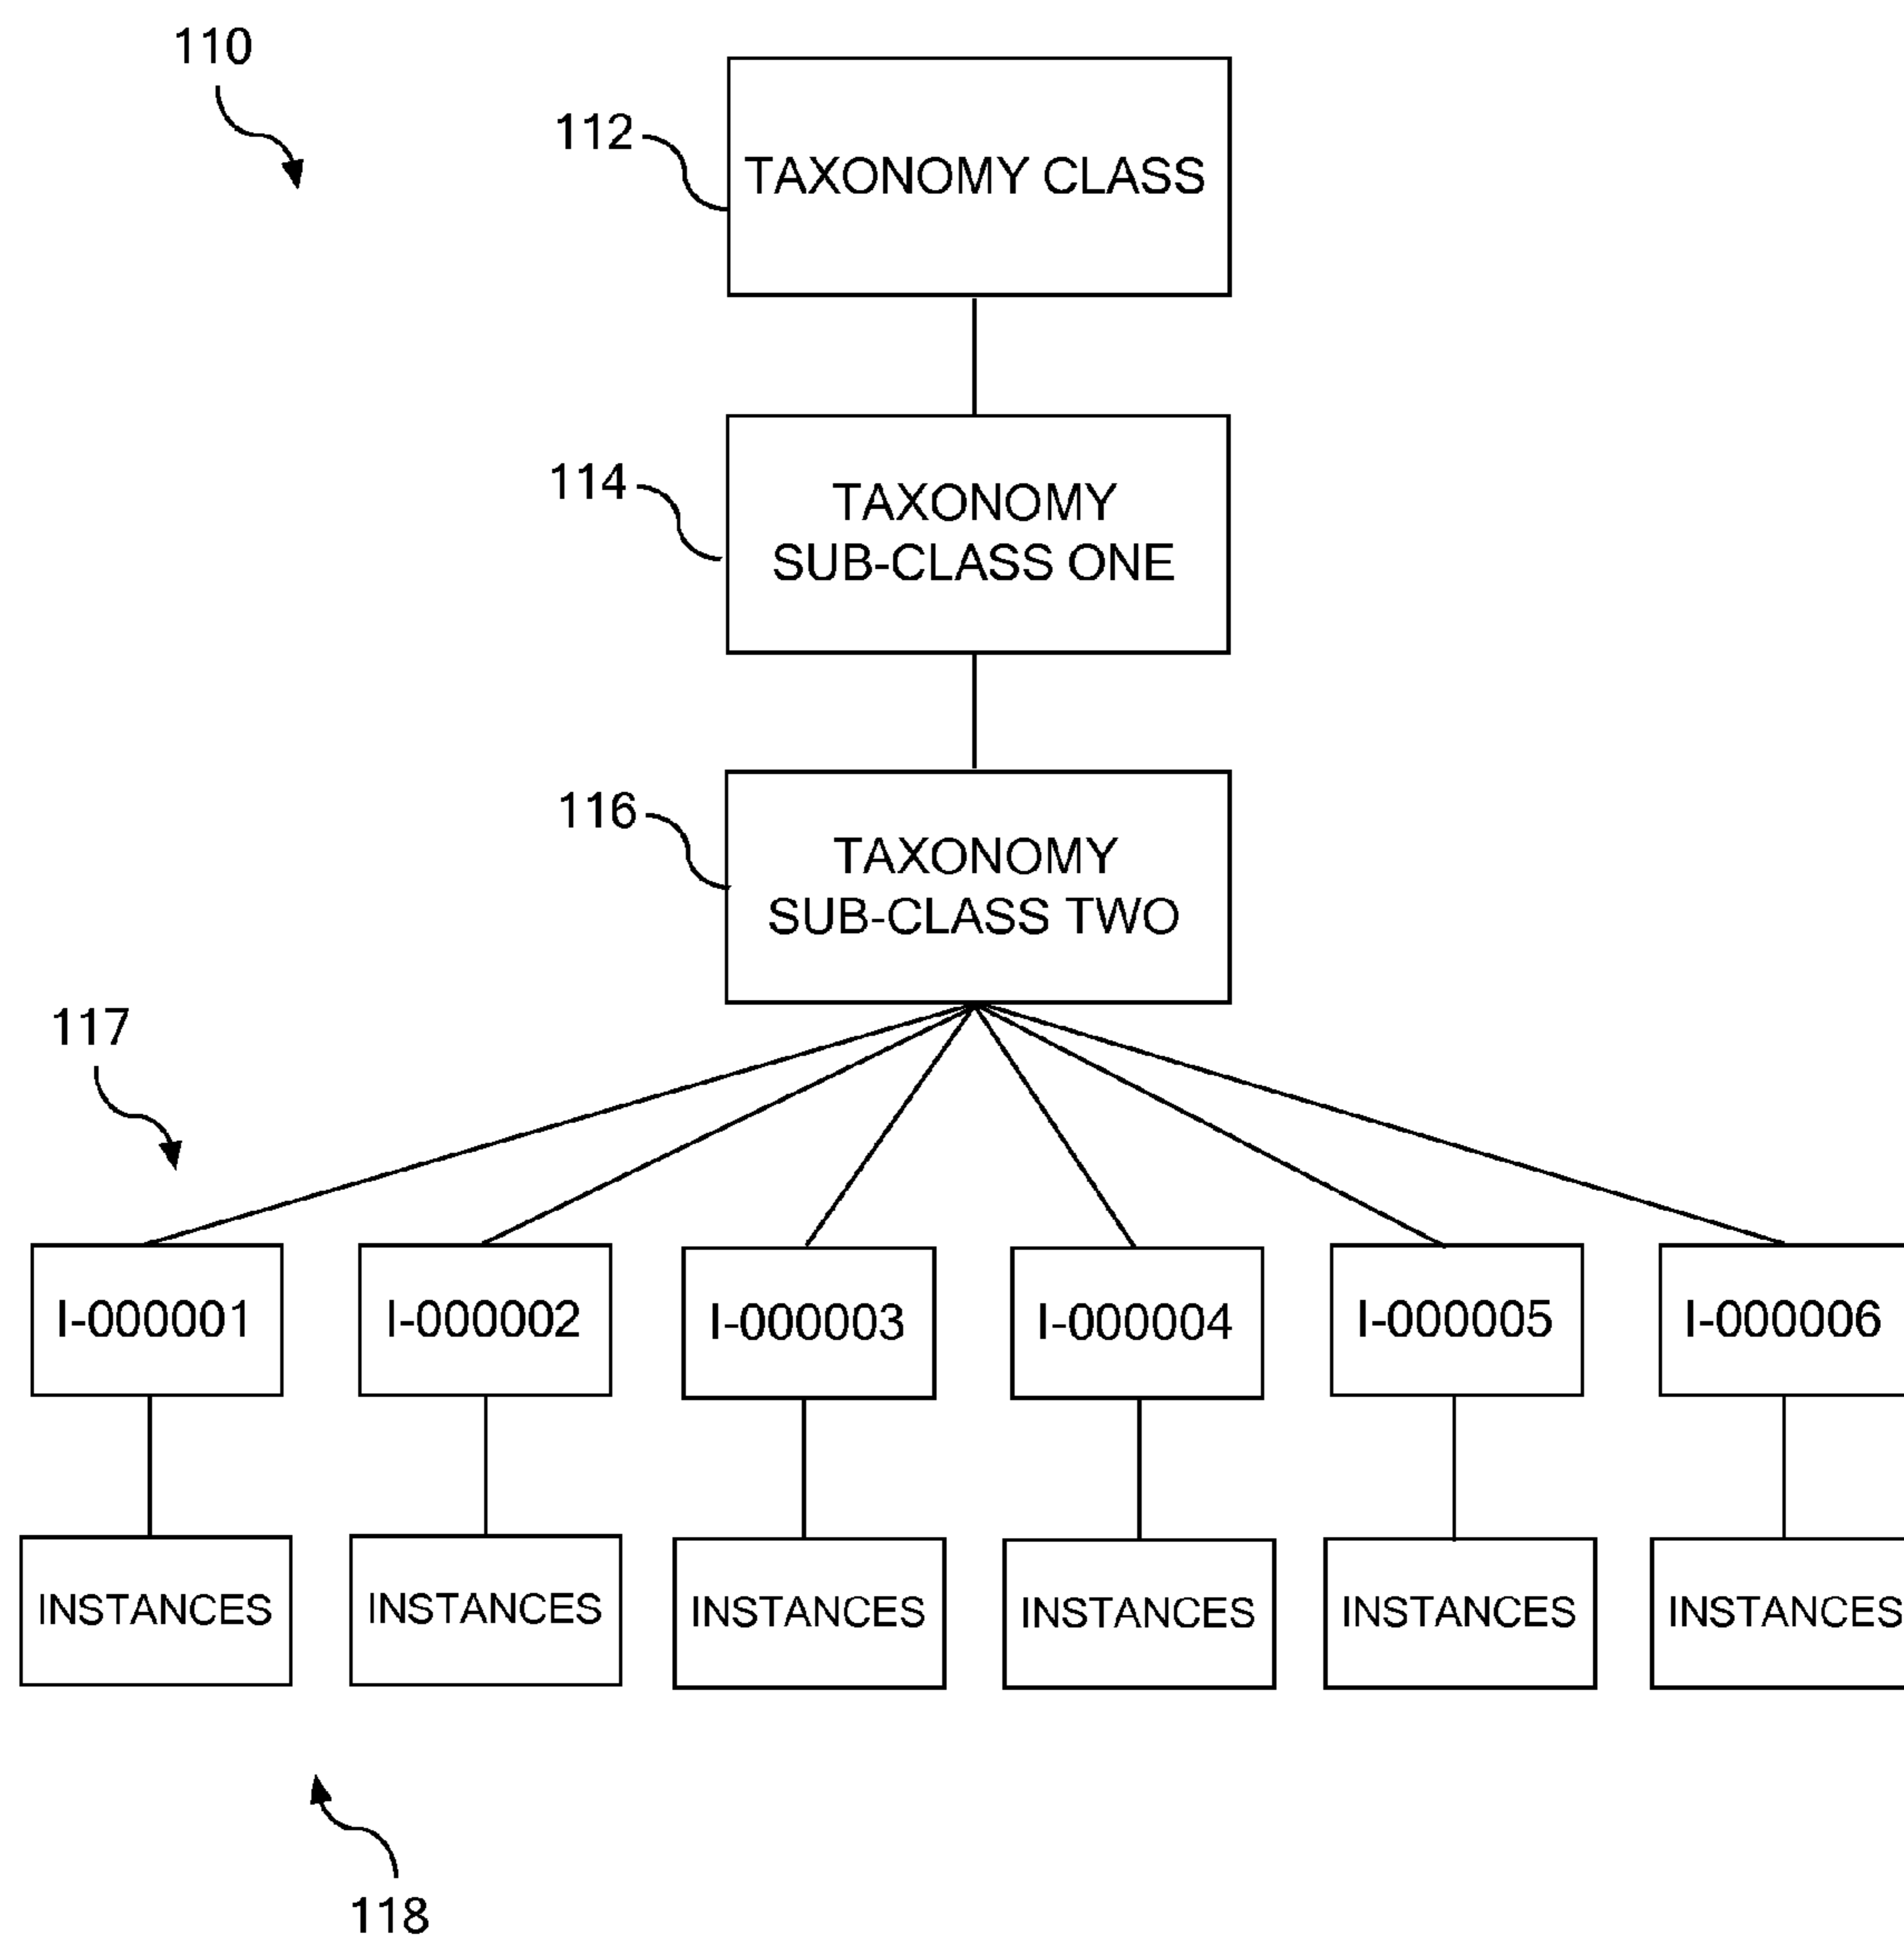 110
112
TAXONOMY CLASS
114
TAXONOMY
SUB-CLASS ONE
116
TAXONOMY
SUB-CLASS TWO
117
I-000001 I-000002 I-000003 I-000004 I-000005 I-000006
INSTANCES INSTANCES INSTANCES INSTANCES INSTANCES INSTANCES
118